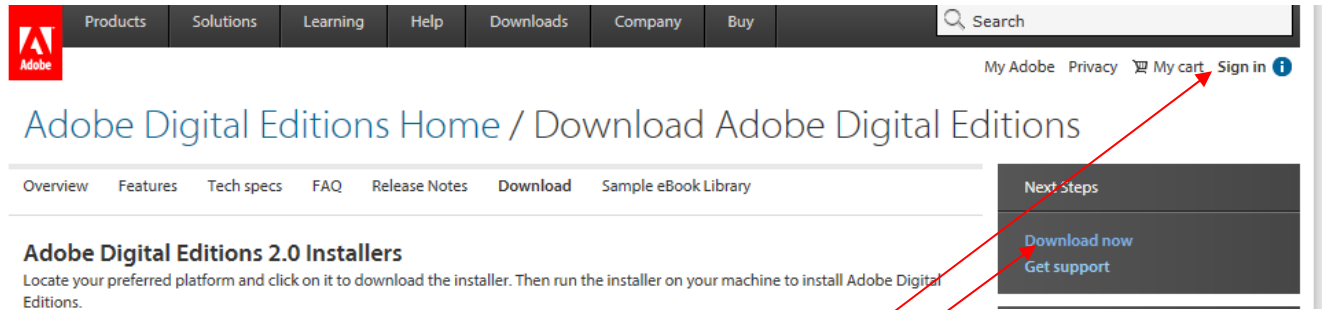 Products Solutions Learning Help Downloads Company Buy Search
Adobe
My Adobe Privacy My cart Sign in i
Adobe Digital Editions Home / Download Adobe Digital Editions
Overview Features Tech specs FAQ Release Notes Download Sample eBook Library
Next Steps
Download now
Get support
Adobe Digital Editions 2.0 Installers
Locate your preferred platform and click on it to download the installer. Then run the installer on your machine to install Adobe Digital
Editions.